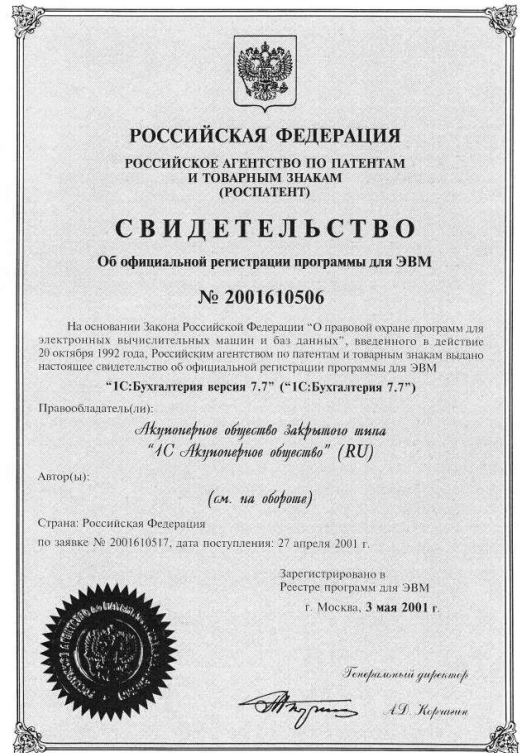 РОССИЙСКАЯ ФЕДЕРАЦИЯ
РОССИЙСКОЕ АГЕНТСТВО ПО ПАТЕНТАМ
И ТОВАРНЫМ ЗНАКАМ
(РОСПАТЕНТ)
СВИДЕТЕЛЬСТВО
Об официальной регистрации программы для ЭВМ
№ 2001610506
На основании Закона Российской Федерации “О правовой охране программ для
электронных вычислительных машин и баз данных”, введенного в действие
20 октября 1992 года, Российским агентством по патентам и товарным знакам выдано
настоящее свидетельство об официальной регистрации программы для ЭВМ
“1С:Бухгалтерия версия 7.7” (“1С:Бухгалтерия 7.7”)
Правообладатель(ли):
Акционерное общество закрытого типа
“1С Акционерное общество” (RU)
Автор(ы):
(см. на обороте)
Страна: Российская Федерация
по заявке № 2001610517, дата поступления: 27 апреля 2001 г.
Зарегистрировано в
Реестре программ для ЭВМ
г. Москва, 3 мая 2001 г.
Генеральный директор
А.Д. Корчагин